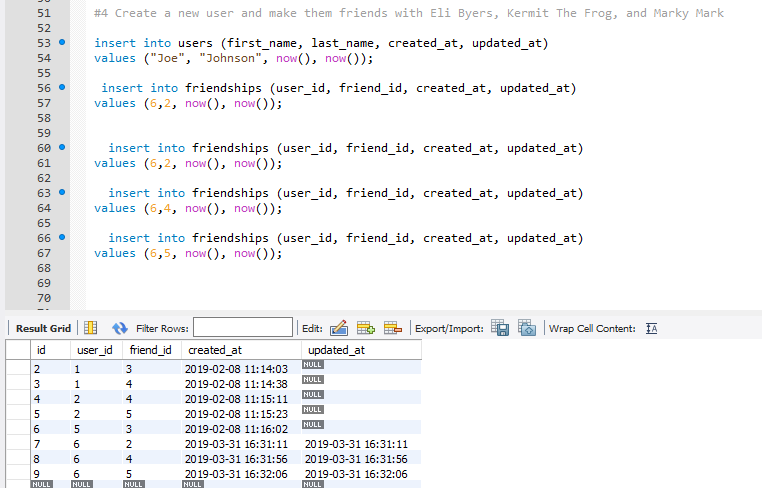 51 #4 Create a new user and make them friends with Eli Byers, Kermit The Frog, and Marky Mark
52
53 insert into users (first_name, last_name, created_at, updated_at)
54 values ("Joe", "Johnson", now(), now());
55
56 insert into friendships (user_id, friend_id, created_at, updated_at)
57 values (6,2, now(), now());
58
59
60 insert into friendships (user_id, friend_id, created_at, updated_at)
61 values (6,2, now(), now());
62
63 insert into friendships (user_id, friend_id, created_at, updated_at)
64 values (6,4, now(), now());
65
66 insert into friendships (user_id, friend_id, created_at, updated_at)
67 values (6,5, now(), now());
68
69
70
Result Grid Filter Rows: Edit: Export/Import: Wrap Cell Content: IA
id user_id friend_id created_at updated_at
2 1 3 2019-02-08 11:14:03 NULL
3 1 4 2019-02-08 11:14:38 NULL
4 2 4 2019-02-08 11:15:11 NULL
5 2 5 2019-02-08 11:15:23 NULL
6 5 3 2019-02-08 11:16:02 NULL
7 6 2 2019-03-31 16:31:11 2019-03-31 16:31:11
8 6 4 2019-03-31 16:31:56 2019-03-31 16:31:56
9 6 5 2019-03-31 16:32:06 2019-03-31 16:32:06
NULL NULL NULL NULL NULL